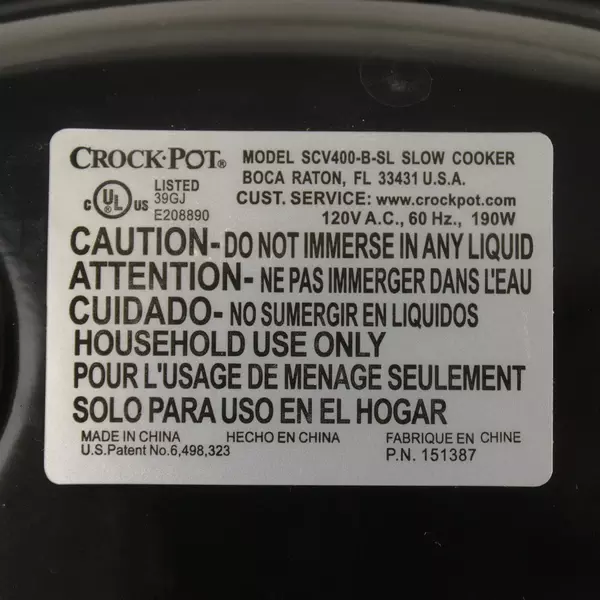 CROCK·POT® MODEL SCV400-B-SL SLOW COOKER
BOCA RATON, FL 33431 U.S.A.
C UL US LISTED 39GJ E208890
CUST. SERVICE: www.crockpot.com
120V A.C., 60 Hz., 190W
CAUTION- DO NOT IMMERSE IN ANY LIQUID
ATTENTION- NE PAS IMMERGER DANS L'EAU
CUIDADO- NO SUMERGIR EN LIQUIDOS
HOUSEHOLD USE ONLY
POUR L'USAGE DE MENAGE SEULEMENT
SOLO PARA USO EN EL HOGAR
MADE IN CHINA HECHO EN CHINA FABRIQUE EN CHINE
U.S.Patent No.6,498,323 P.N. 151387